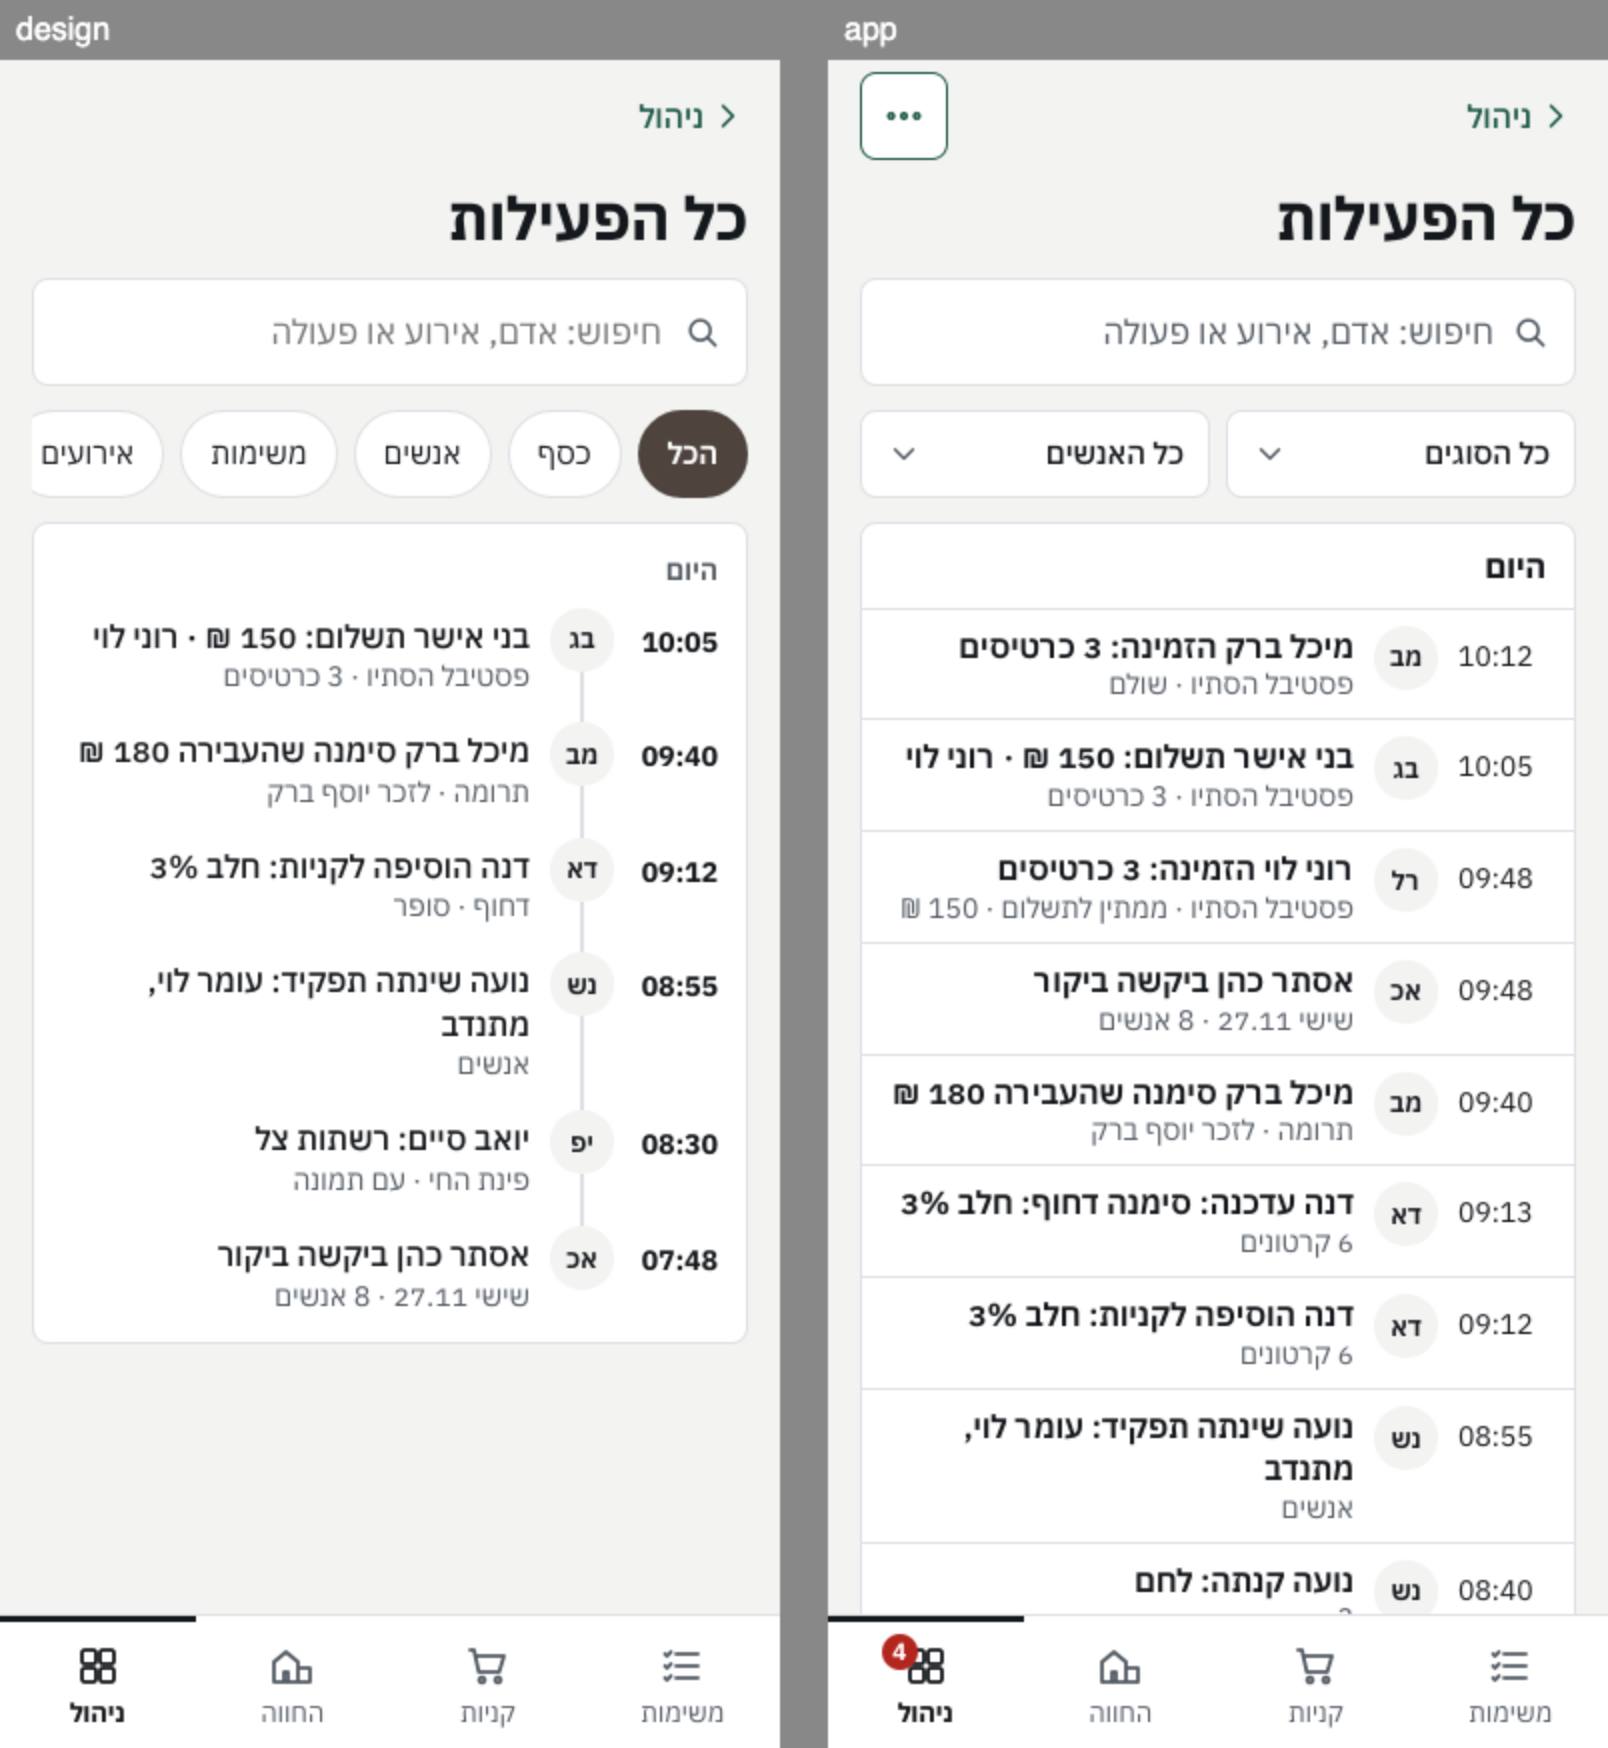 design
ניהול
כל הפעילות
חיפוש: אדם, אירוע או פעולה
הכל
כסף
אנשים
משימות
אירועים
היום
10:05
בג
בני אישר תשלום: 150 ₪ · רוני לוי
פסטיבל הסתיו · 3 כרטיסים
09:40
מב
מיכל ברק סימנה שהעבירה 180 ₪
תרומה · לזכר יוסף ברק
09:12
דא
דנה הוסיפה לקניות: חלב 3%
דחוף · סופר
08:55
נש
נועה שינתה תפקיד: עומר לוי,
מתנדב
אנשים
08:30
יפ
יואב סיים: רשתות צל
פינת החי · עם תמונה
07:48
אכ
אסתר כהן ביקשה ביקור
שישי 27.11 · 8 אנשים
משימות
קניות
החווה
ניהול
app
ניהול
כל הפעילות
חיפוש: אדם, אירוע או פעולה
כל הסוגים
כל האנשים
היום
10:12
מב
מיכל ברק הזמינה: 3 כרטיסים
פסטיבל הסתיו · שולם
10:05
בג
בני אישר תשלום: 150 ₪ · רוני לוי
פסטיבל הסתיו · 3 כרטיסים
09:48
רל
רוני לוי הזמינה: 3 כרטיסים
פסטיבל הסתיו · ממתין לתשלום · 150 ₪
09:48
אכ
אסתר כהן ביקשה ביקור
שישי 27.11 · 8 אנשים
09:40
מב
מיכל ברק סימנה שהעבירה 180 ₪
תרומה · לזכר יוסף ברק
09:13
דא
דנה עדכנה: סימנה דחוף: חלב 3%
6 קרטונים
09:12
דא
דנה הוסיפה לקניות: חלב 3%
6 קרטונים
08:55
נש
נועה שינתה תפקיד: עומר לוי,
מתנדב
אנשים
08:40
נש
נועה קנתה: לחם
משימות
קניות
החווה
4
ניהול